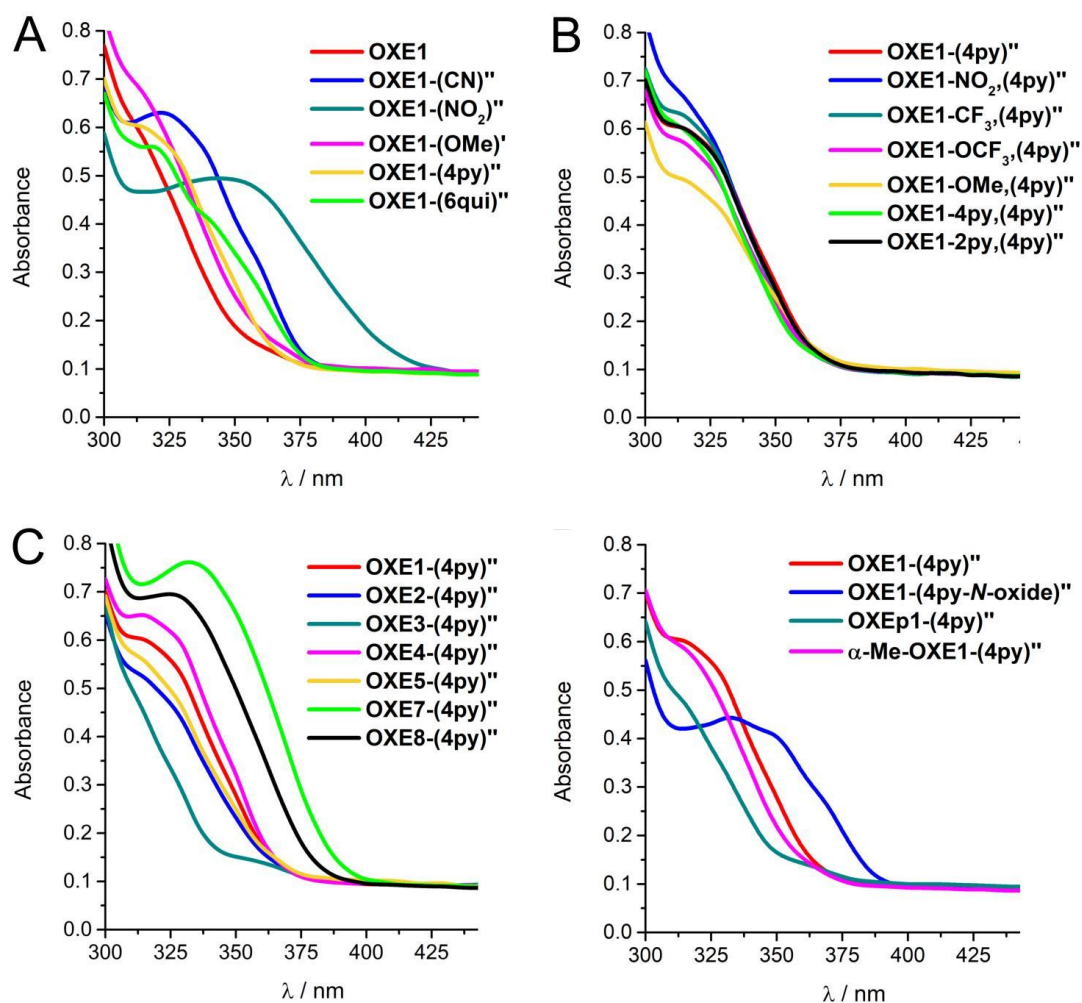 A
OXE1
OXE1-(CN)"
OXE1-(NO₂)"
OXE1-(OMe)'
OXE1-(4py)"
OXE1-(6qui)"
0.8
0.7
0.6
0.5
0.4
0.3
0.2
0.1
0.0
Absorbance
300 325 350 375 400 425
λ / nm
B
OXE1-(4py)"
OXE1-NO₂,(4py)"
OXE1-CF₃,(4py)"
OXE1-OCF₃,(4py)"
OXE1-OMe,(4py)"
OXE1-4py,(4py)"
OXE1-2py,(4py)"
0.8
0.7
0.6
0.5
0.4
0.3
0.2
0.1
0.0
Absorbance
300 325 350 375 400 425
λ / nm
C
OXE1-(4py)"
OXE2-(4py)"
OXE3-(4py)"
OXE4-(4py)"
OXE5-(4py)"
OXE7-(4py)"
OXE8-(4py)"
0.8
0.7
0.6
0.5
0.4
0.3
0.2
0.1
0.0
Absorbance
300 325 350 375 400 425
λ / nm
OXE1-(4py)"
OXE1-(4py-N-oxide)"
OXEp1-(4py)"
α-Me-OXE1-(4py)"
0.8
0.7
0.6
0.5
0.4
0.3
0.2
0.1
0.0
Absorbance
300 325 350 375 400 425
λ / nm